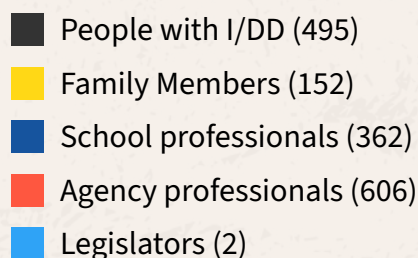 People with I/DD (495)
Family Members (152)
School professionals (362)
Agency professionals (606)
Legislators (2)